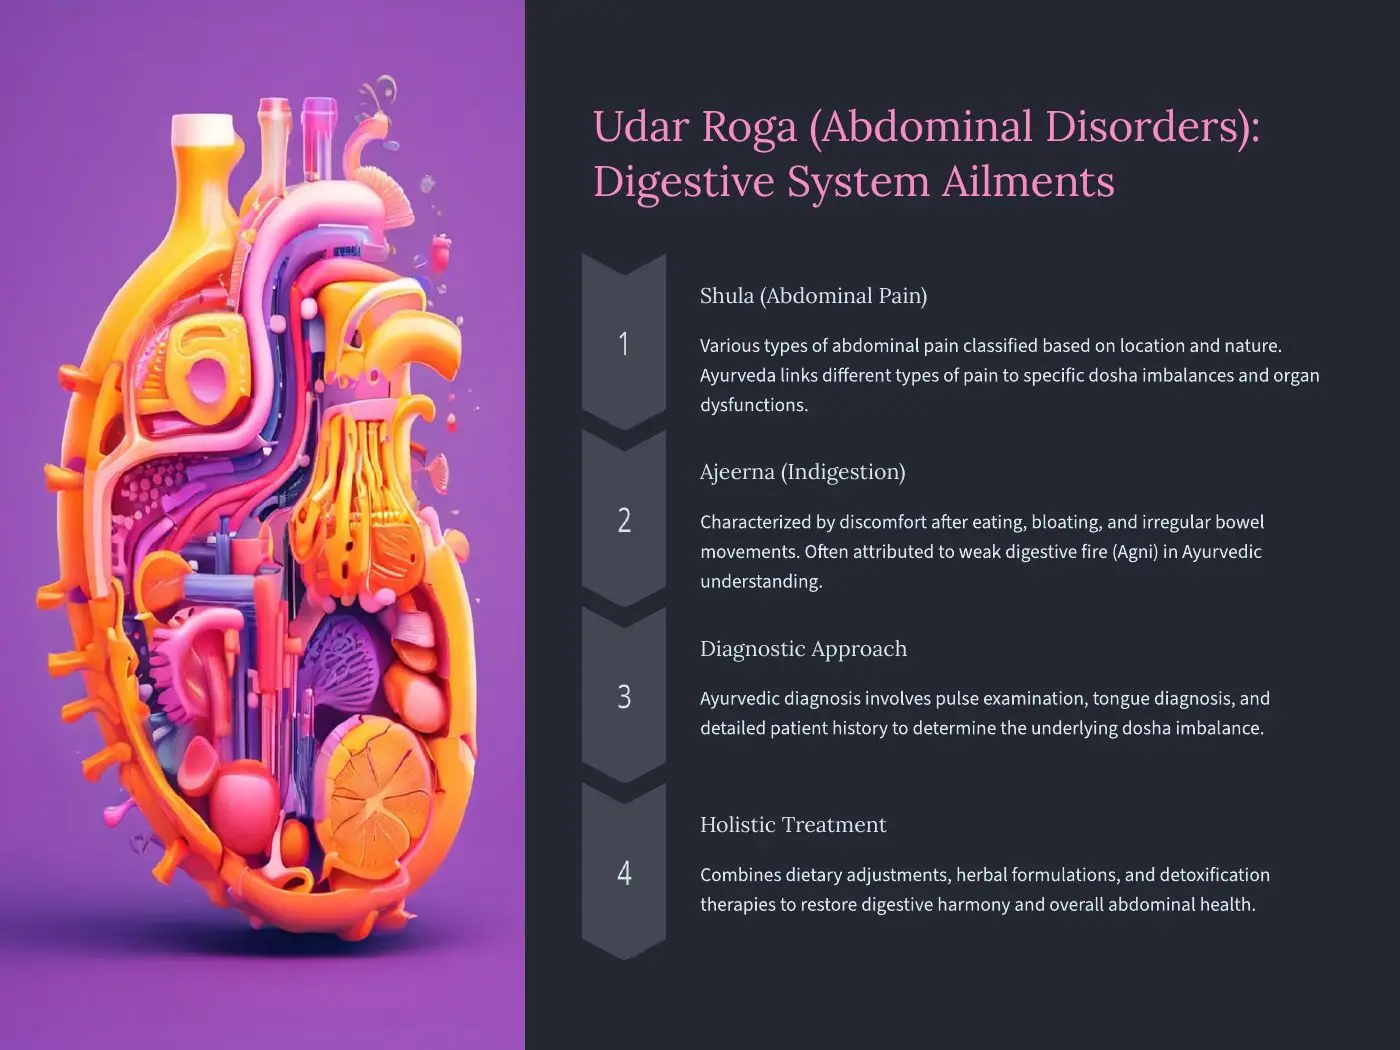 Udar Roga (Abdominal Disorders):
Digestive System Ailments
1
Shula (Abdominal Pain)
Various types of abdominal pain classified based on location and nature.
Ayurveda links different types of pain to specific dosha imbalances and organ
dysfunctions.
2
Ajeerna (Indigestion)
Characterized by discomfort after eating, bloating, and irregular bowel
movements. Often attributed to weak digestive fire (Agni) in Ayurvedic
understanding.
3
Diagnostic Approach
Ayurvedic diagnosis involves pulse examination, tongue diagnosis, and
detailed patient history to determine the underlying dosha imbalance.
4
Holistic Treatment
Combines dietary adjustments, herbal formulations, and detoxification
therapies to restore digestive harmony and overall abdominal health.